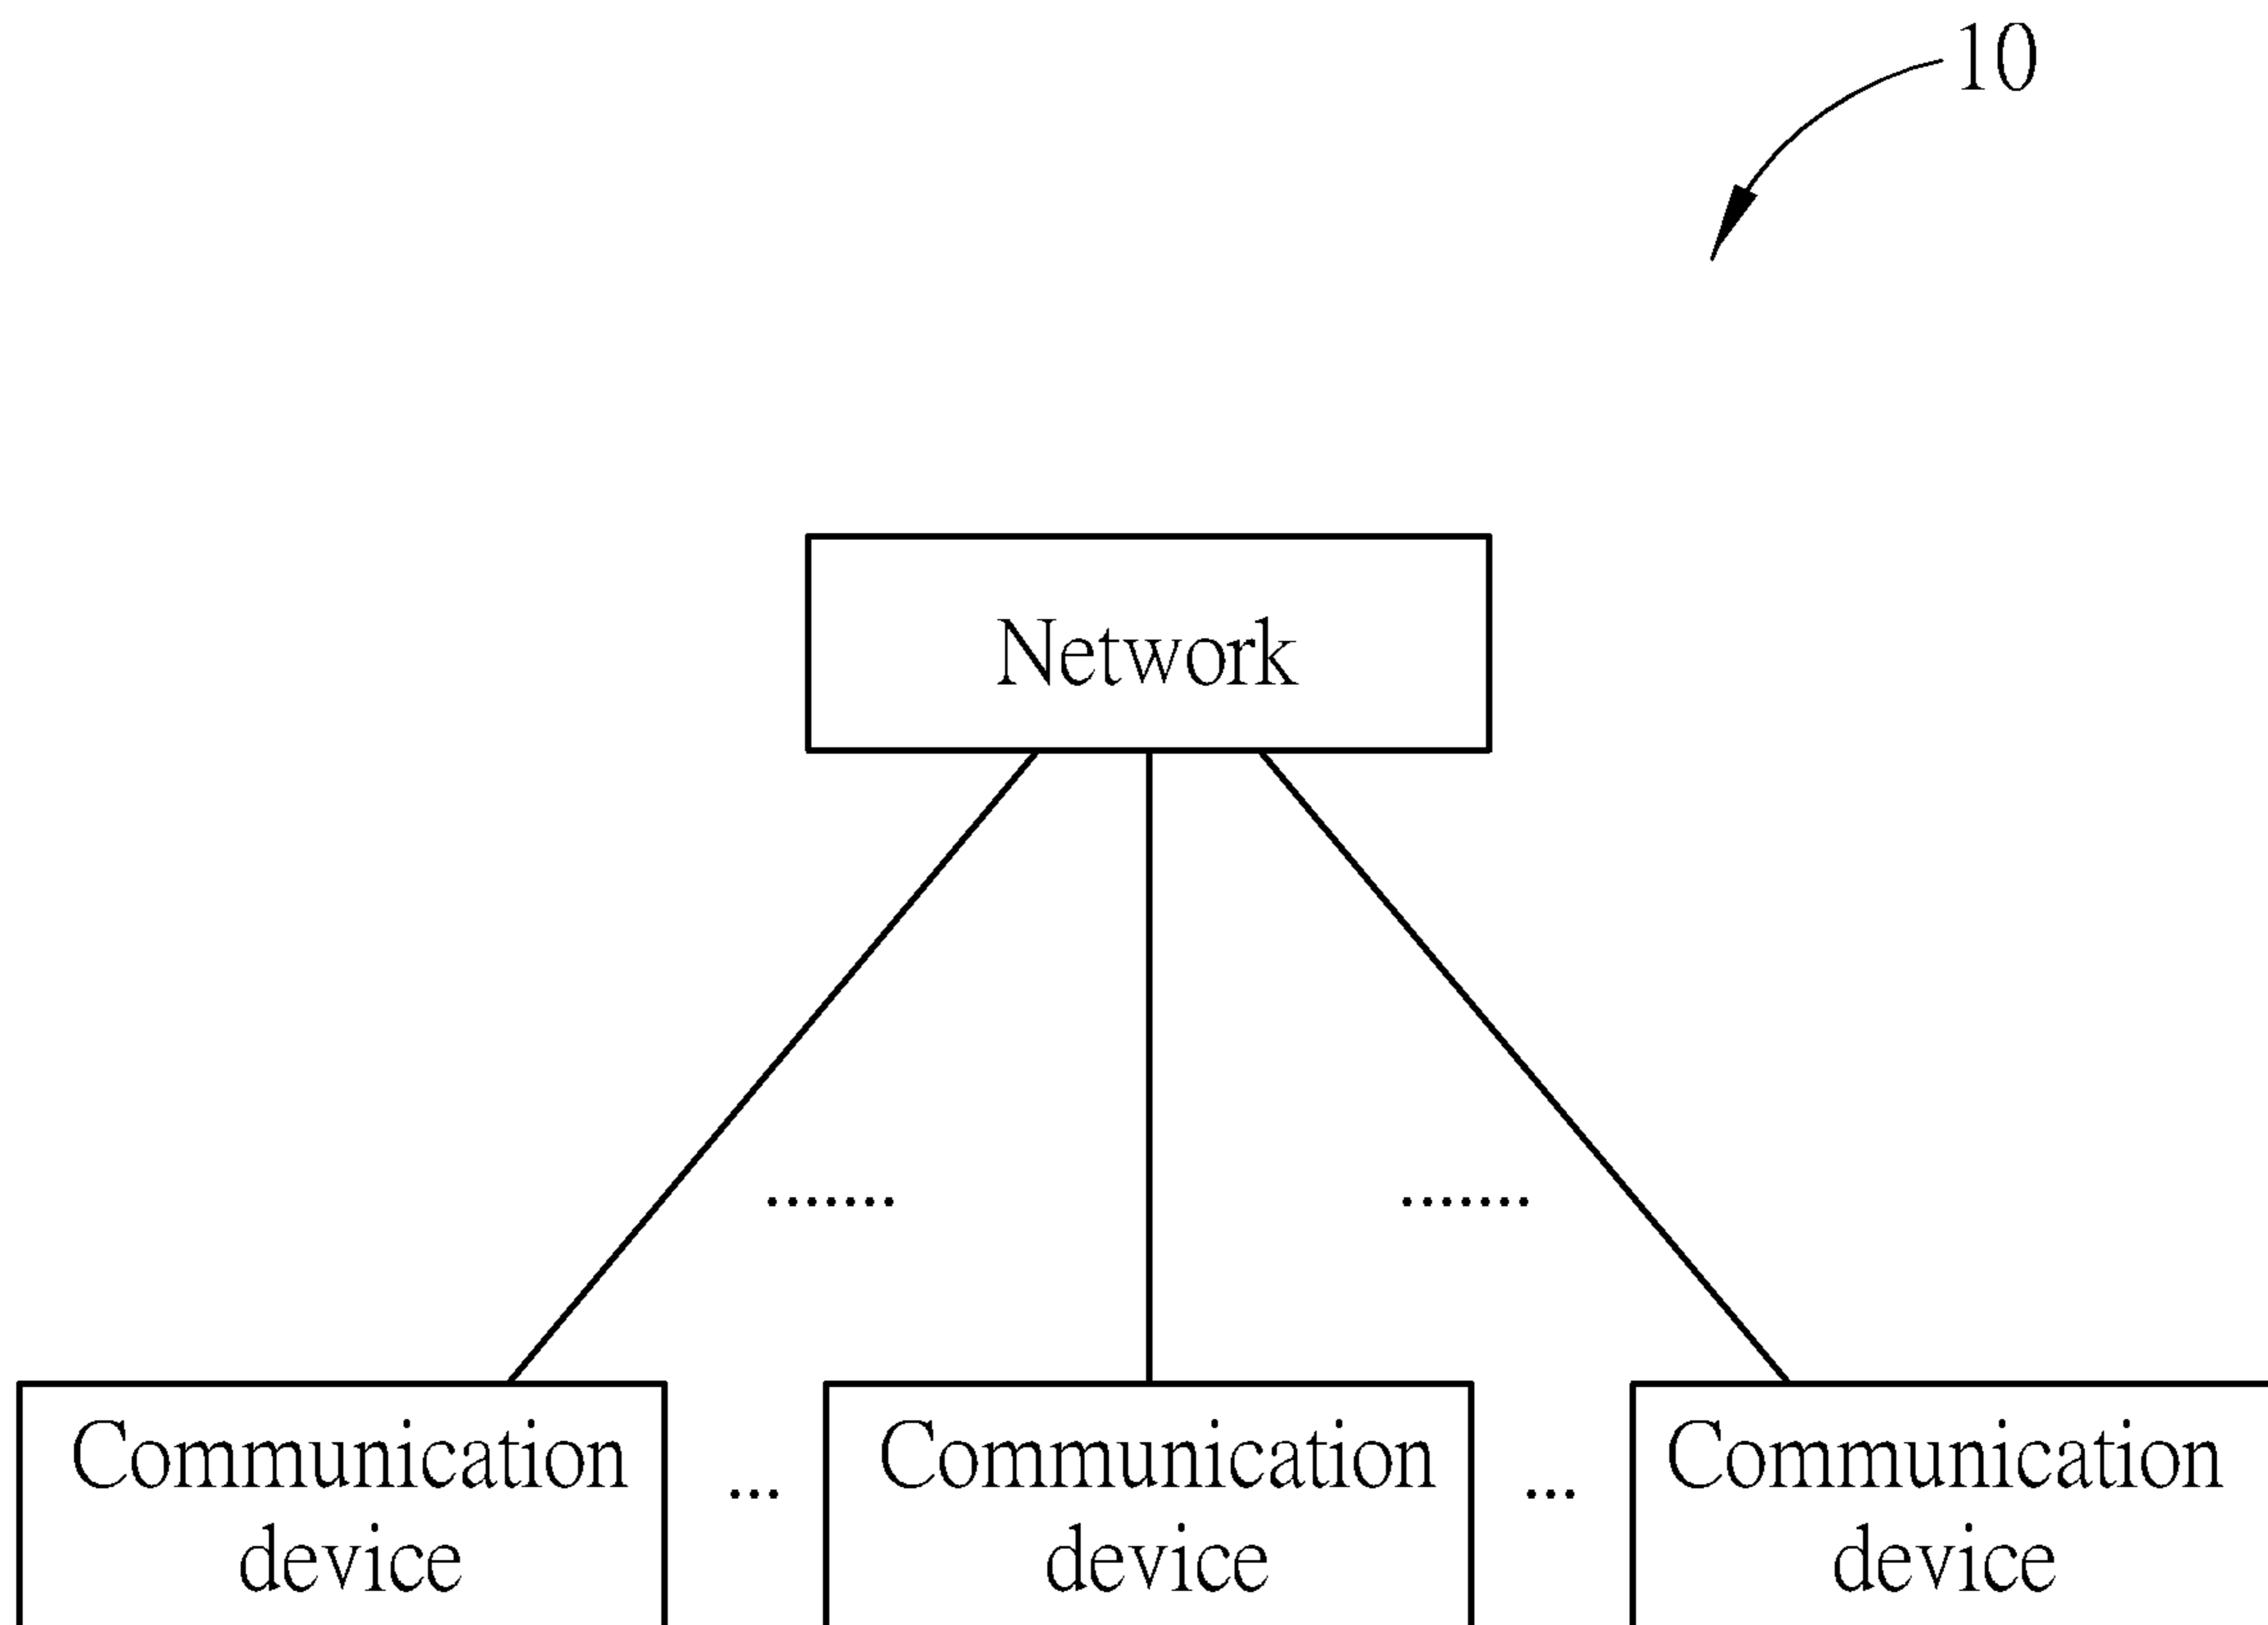 10
Network
.......
.......
Communication
device
...
Communication
device
...
Communication
device